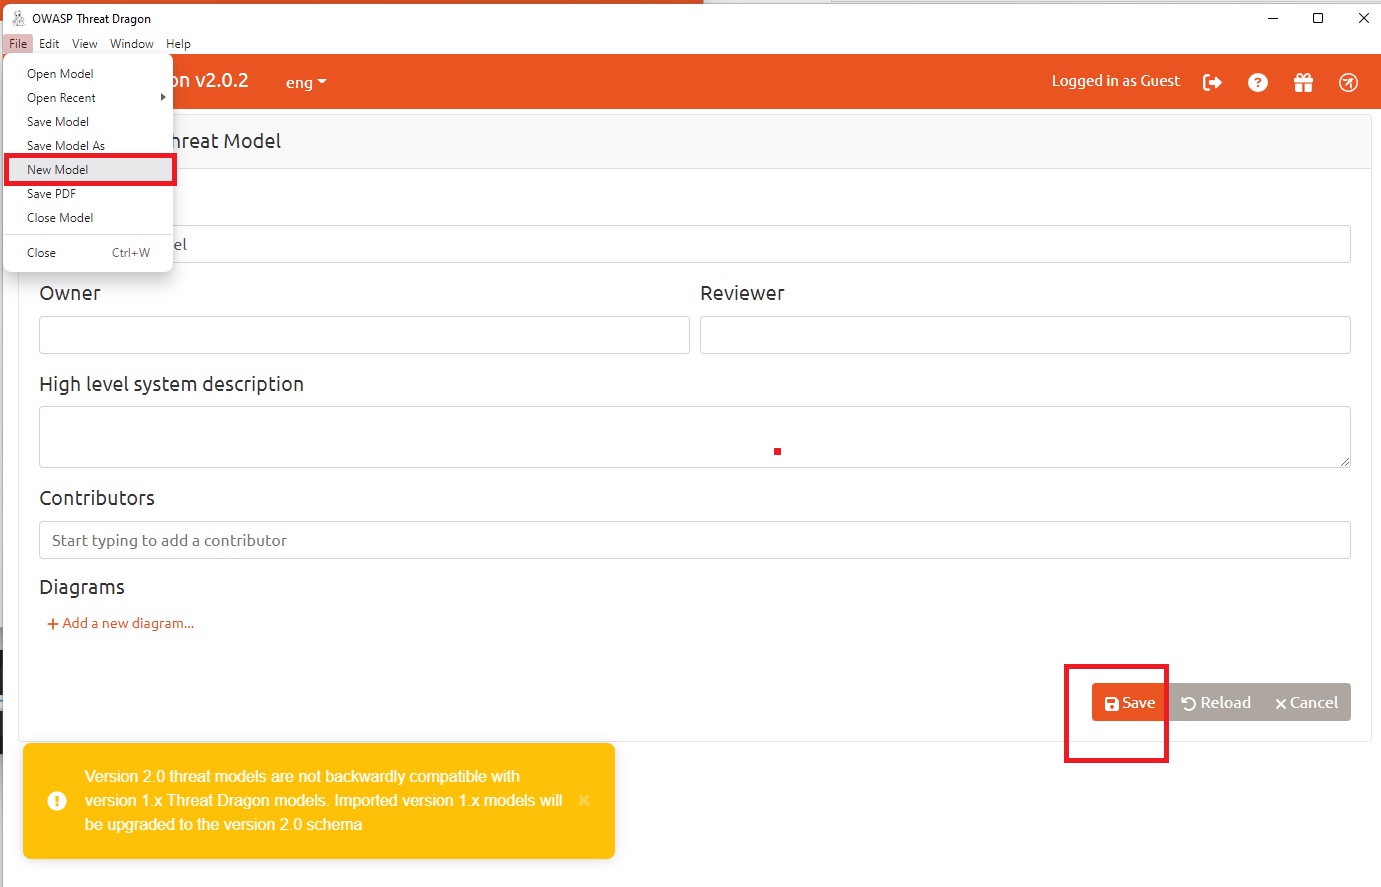 OWASP Threat Dragon
File Edit View Window Help
Open Model
Open Recent
Save Model
Save Model As
New Model
Save PDF
Close Model
Close Ctrl+W
on v2.0.2
eng
Logged in as Guest
hreat Model
el
Owner
Reviewer
High level system description
Contributors
Start typing to add a contributor
Diagrams
+ Add a new diagram...
Save
Reload
Cancel
Version 2.0 threat models are not backwardly compatible with
version 1.x Threat Dragon models. Imported version 1.x models will
be upgraded to the version 2.0 schema